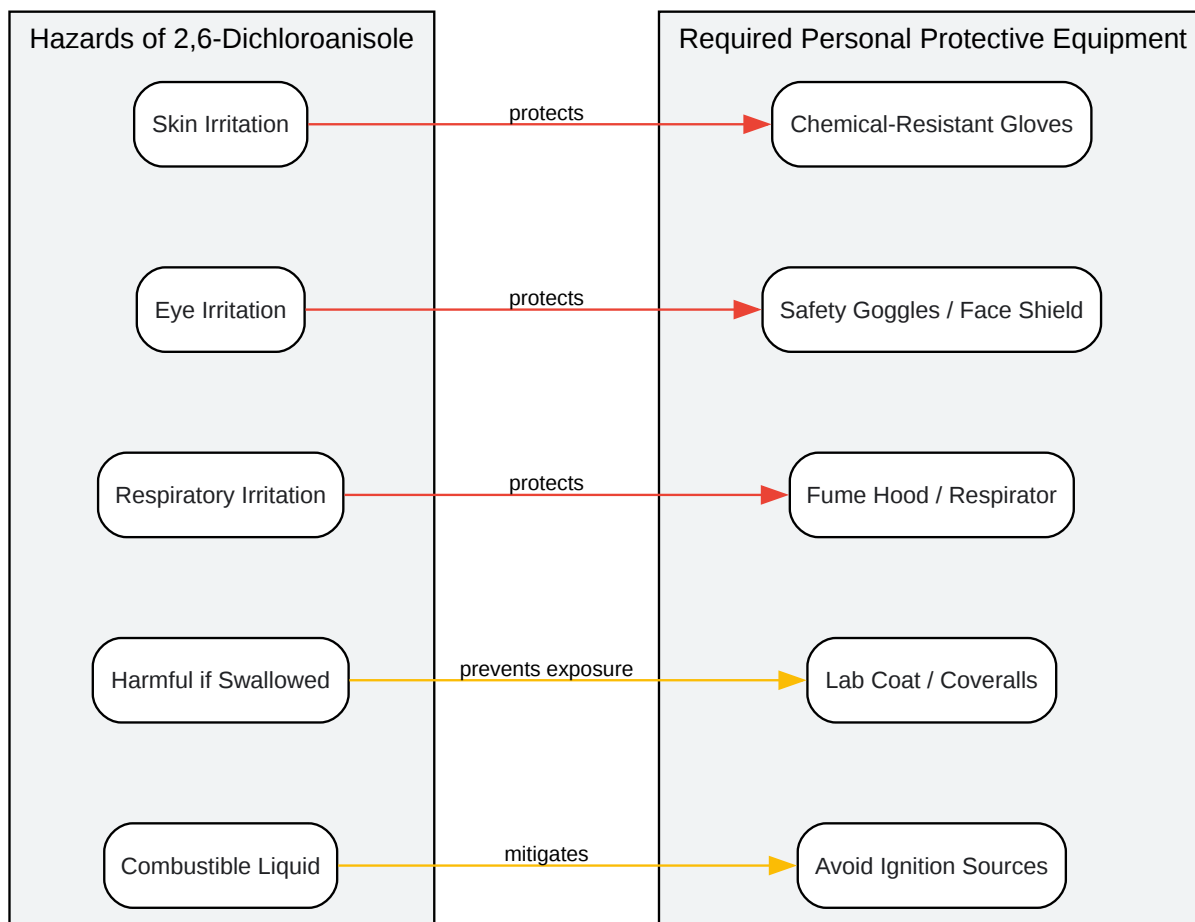 Hazards of 2,6-Dichloroanisole
Required Personal Protective Equipment
Skin Irritation
protects
Chemical-Resistant Gloves
Eye Irritation
protects
Safety Goggles / Face Shield
Respiratory Irritation
protects
Fume Hood / Respirator
Harmful if Swallowed
prevents exposure
Lab Coat / Coveralls
Combustible Liquid
mitigates
Avoid Ignition Sources